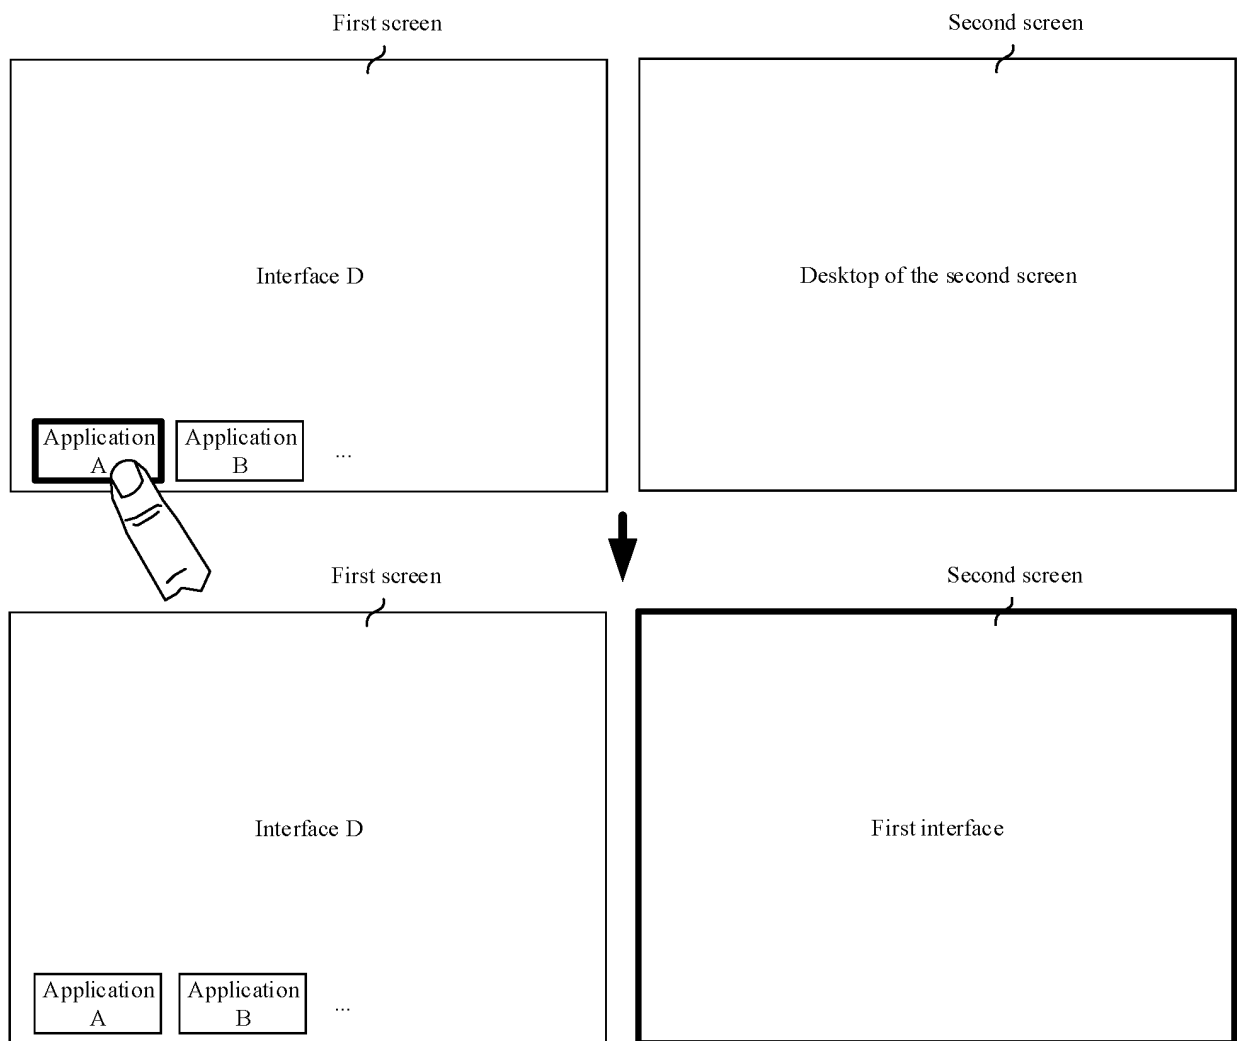 First screen
Second screen
Interface D
Desktop of the second screen
Application
A
Application
B
...
First screen
Second screen
Interface D
First interface
Application
A
Application
B
...